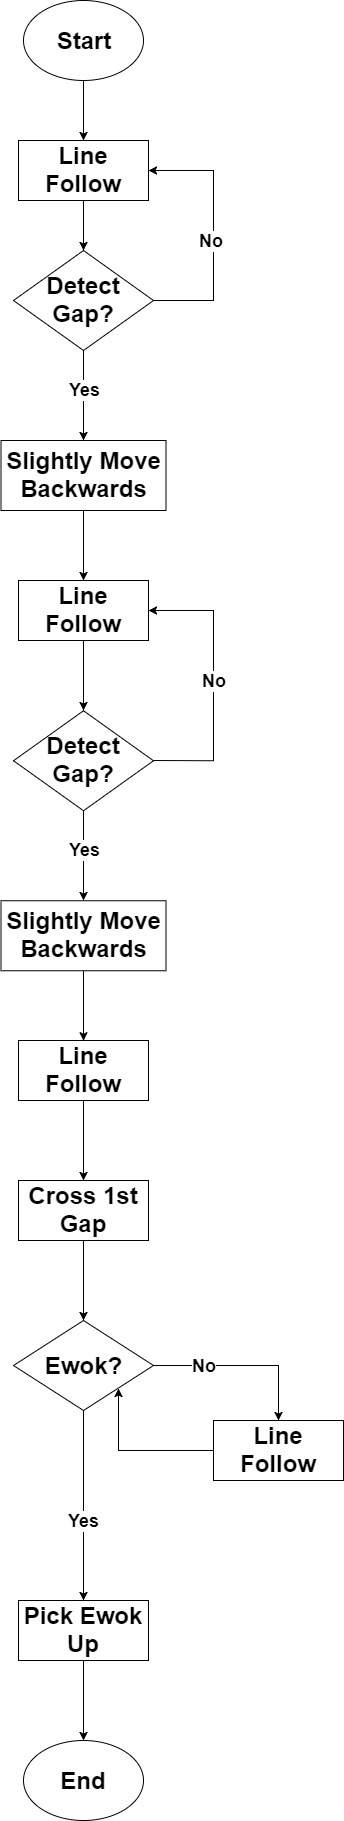 Start
Line
Follow
No
Detect
Gap?
Yes
Slightly Move
Backwards
Line
Follow
No
Detect
Gap?
Yes
Slightly Move
Backwards
Line
Follow
Cross 1st
Gap
Ewok?
No
Line
Follow
Yes
Pick Ewok
Up
End